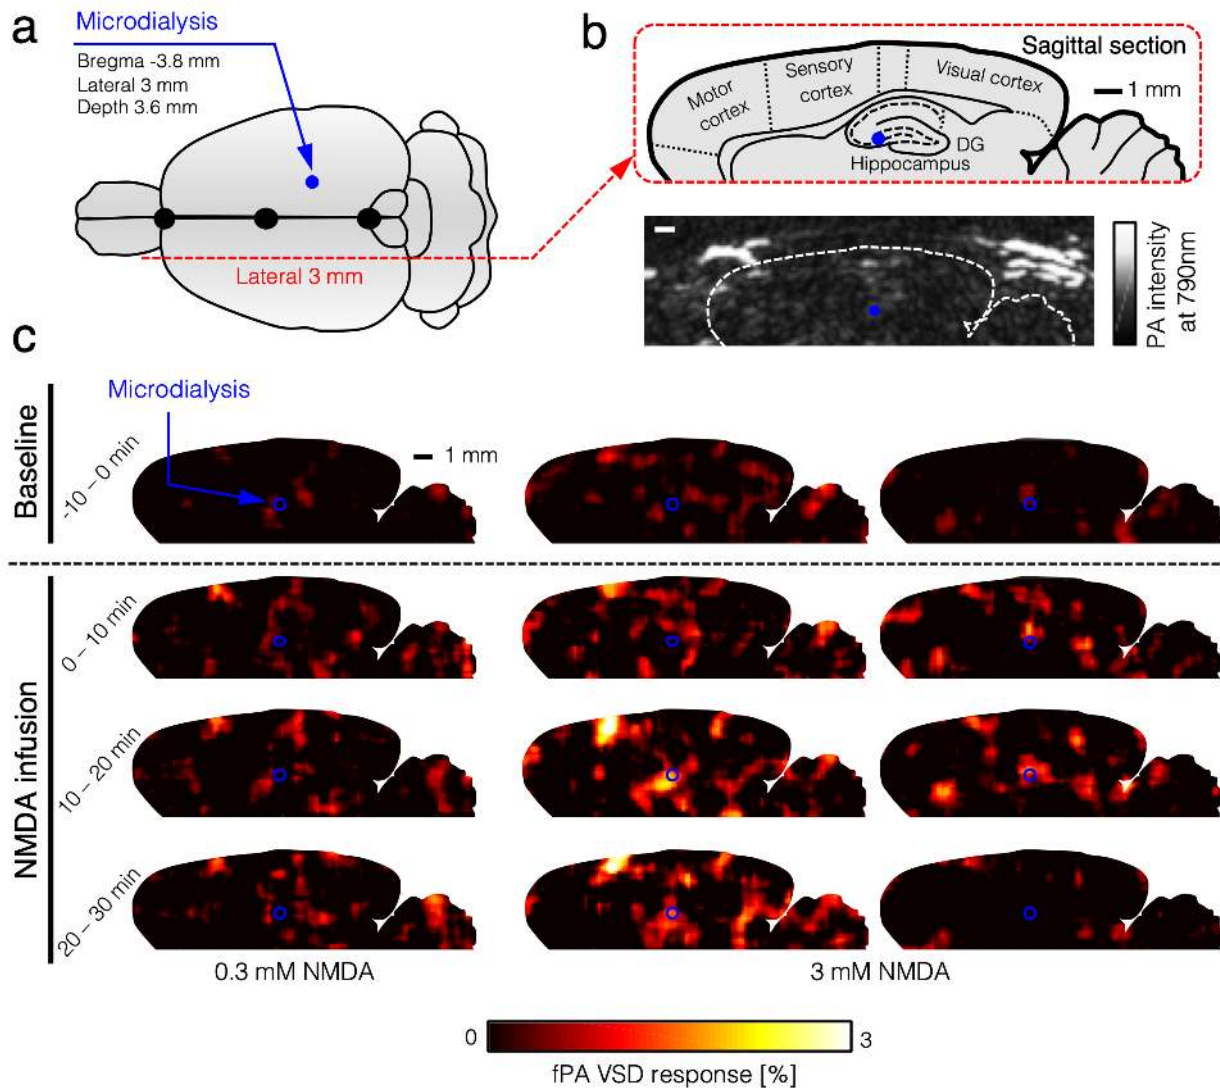 a
Microdialysis
Bregma -3.8 mm
Lateral 3 mm
Depth 3.6 mm
Lateral 3 mm
b
Sagittal section
Motor
cortex
Sensory
cortex
Visual cortex
1 mm
DG
Hippocampus
PA intensity
at 790nm
c
Baseline
-10 – 0 min
Microdialysis
1 mm
NMDA infusion
0 – 10 min
10 – 20 min
20 – 30 min
0.3 mM NMDA
3 mM NMDA
0
3
fPA VSD response [%]